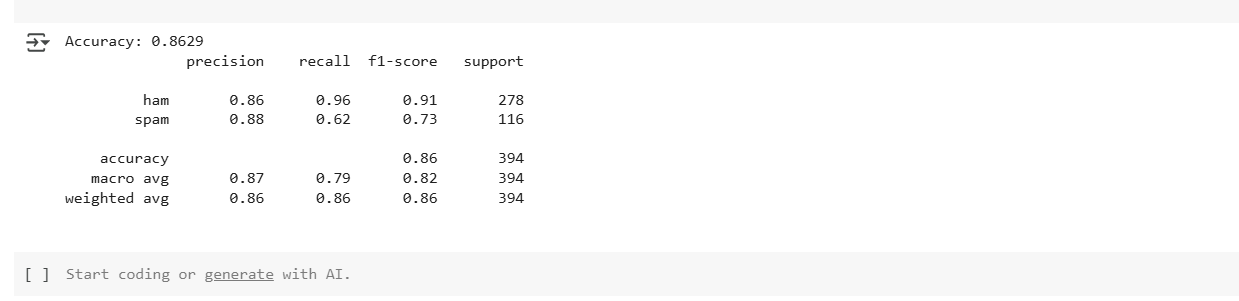 Accuracy: 0.8629
precision recall f1-score support
ham 0.86 0.96 0.91 278
spam 0.88 0.62 0.73 116
accuracy 0.86 394
macro avg 0.87 0.79 0.82 394
weighted avg 0.86 0.86 0.86 394
[ ] Start coding or generate with AI.